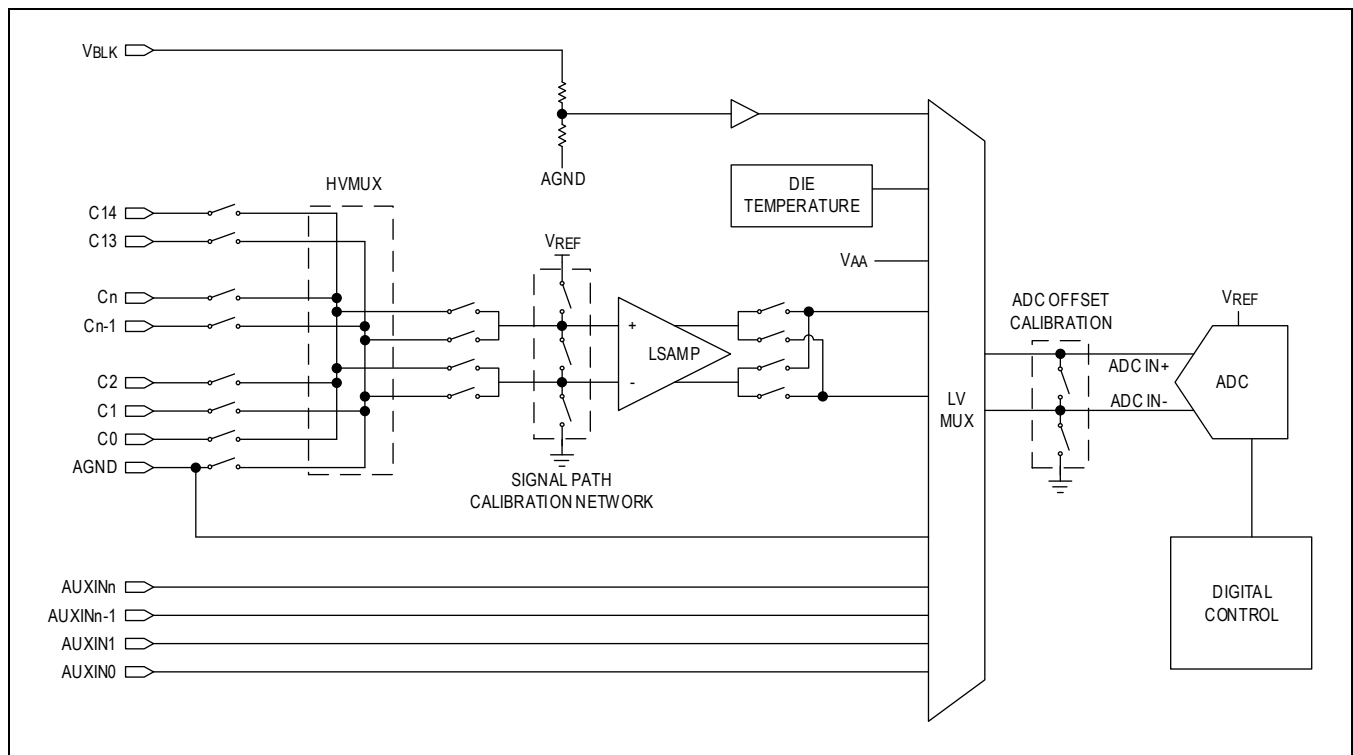 VBLK
AGND
HVMUX
DIE
TEMPERATURE
C14
C13
VREF
VAA
Cn
Cn-1
ADC OFFSET
CALIBRATION
VREF
+
LSAMP
-
ADC IN+
ADC IN-
ADC
C2
C1
C0
AGND
LV
MUX
SIGNAL PATH
CALIBRATION NETWORK
AUXINn
AUXINn-1
AUXIN1
AUXIN0
DIGITAL
CONTROL